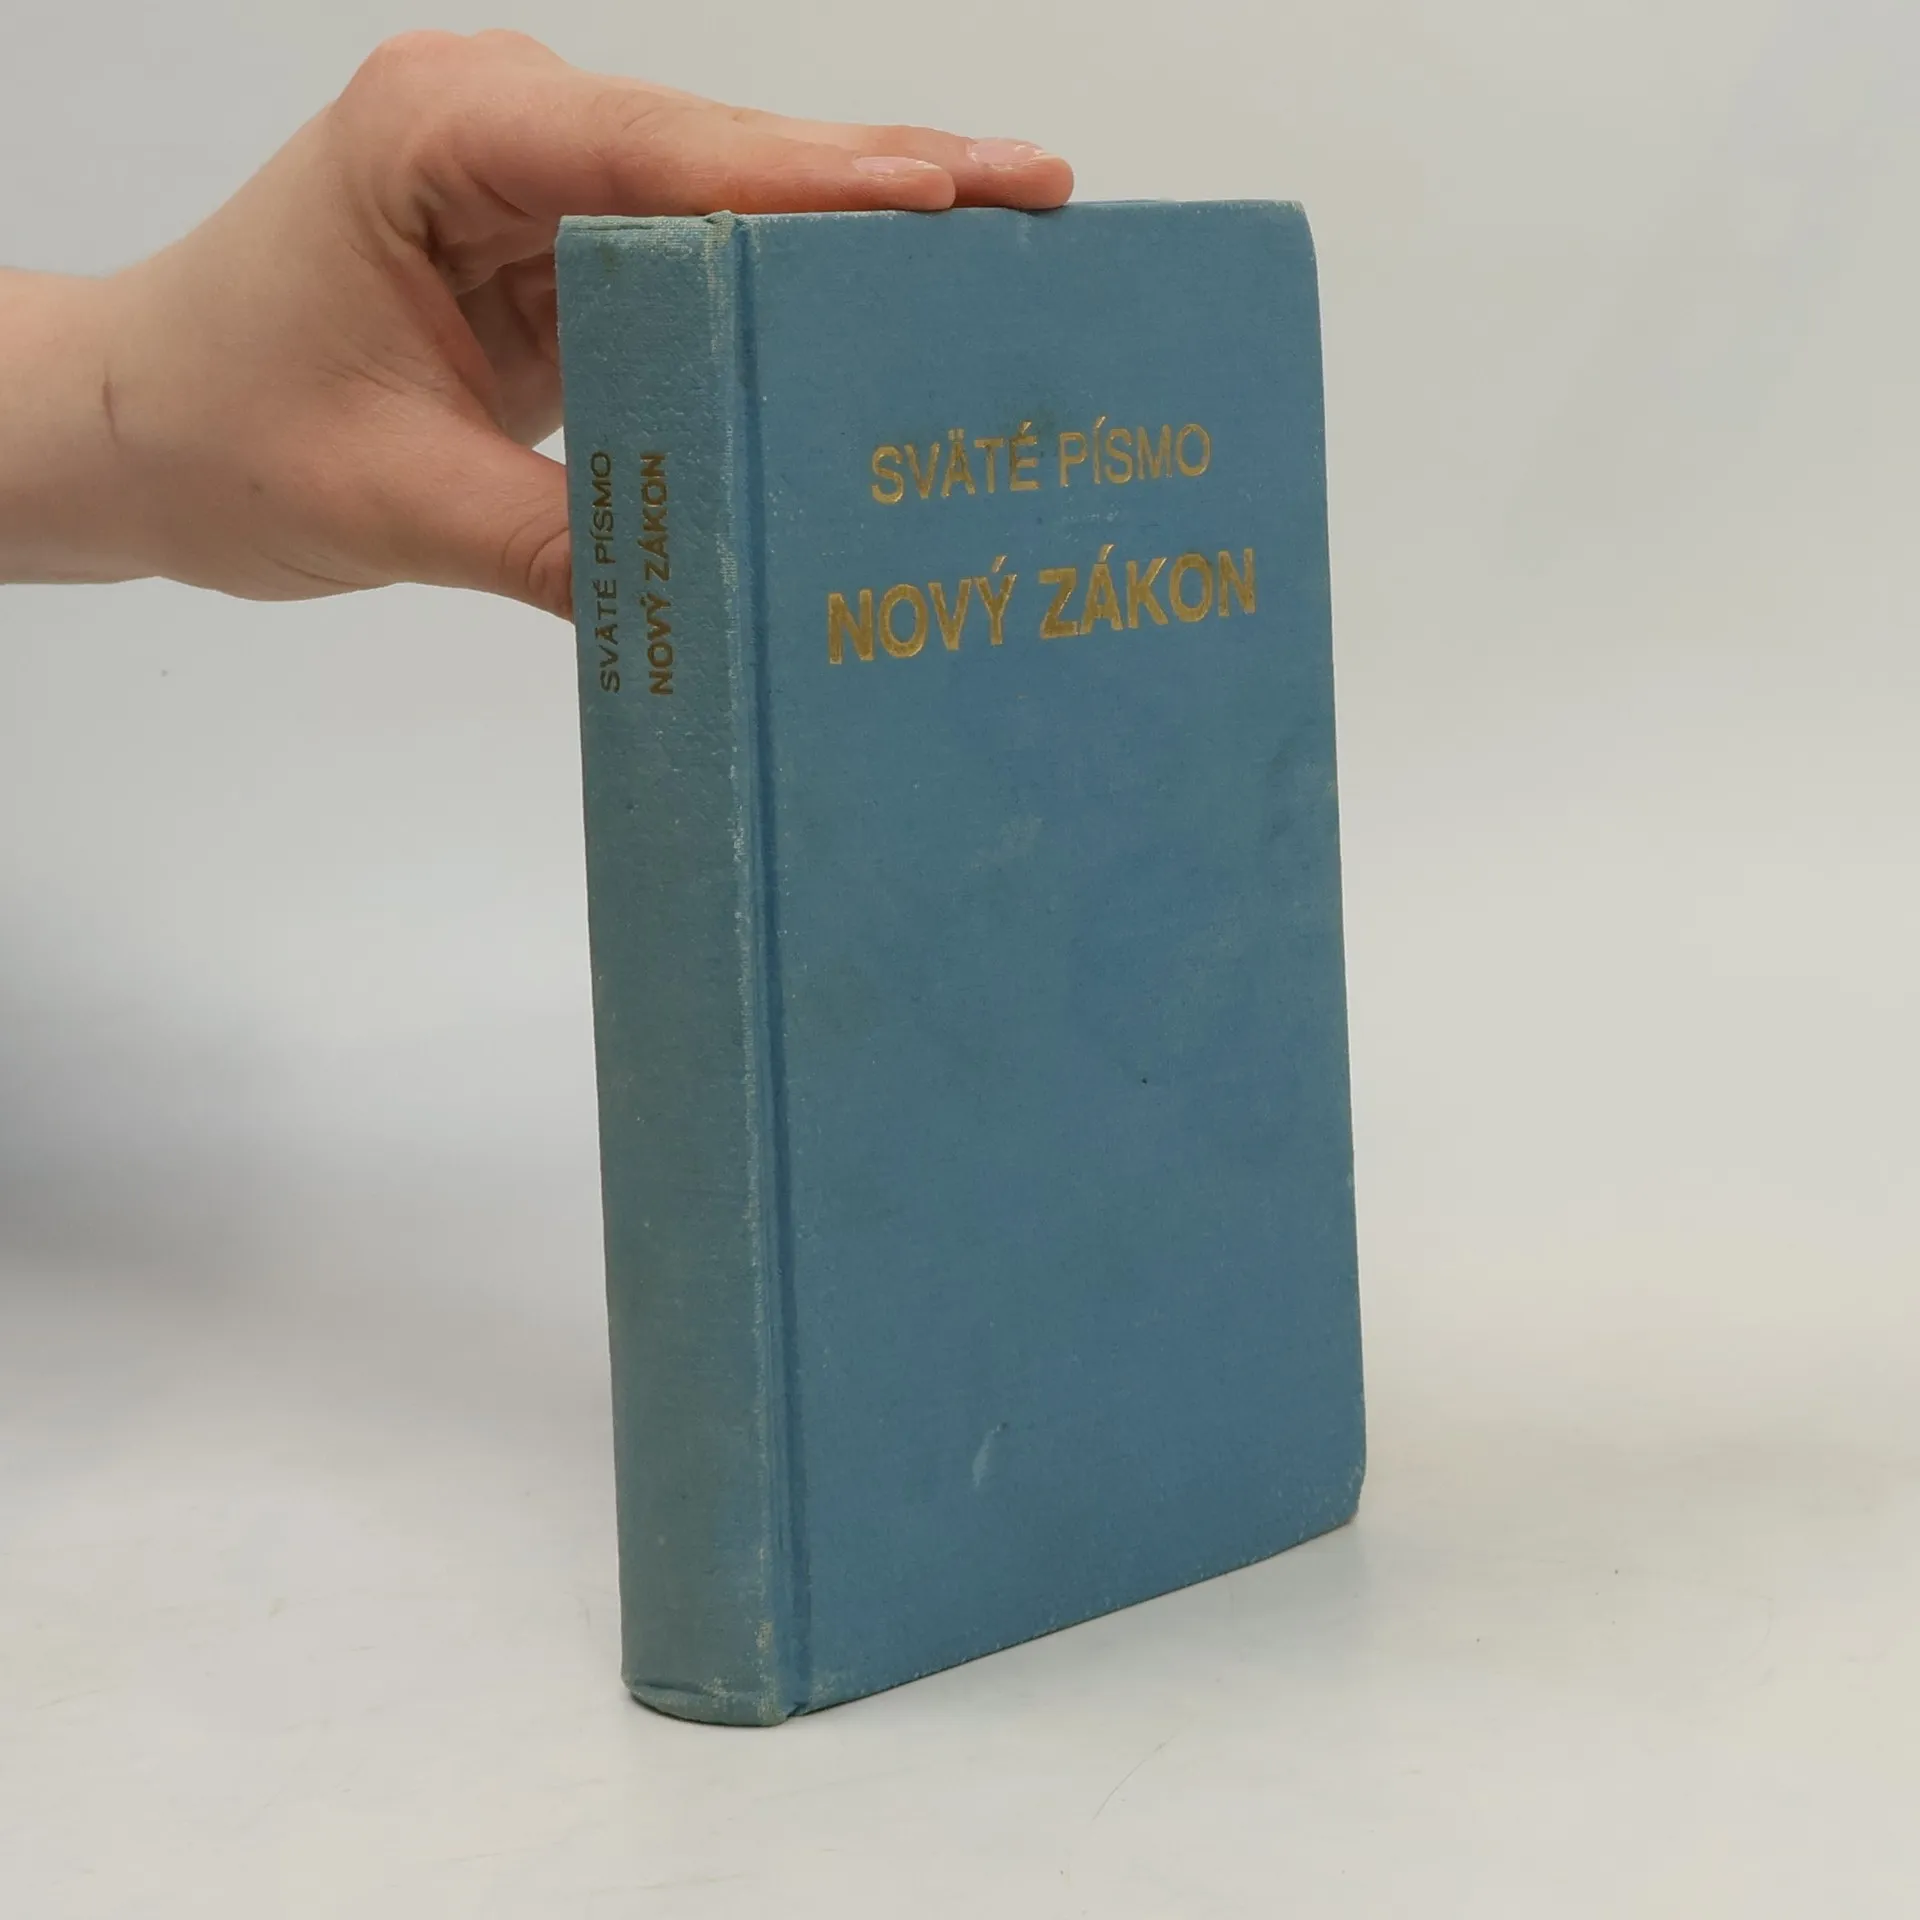 SVÄTÉ PÍSMO
NOVÝ ZÁKON
SVÄTÉ PÍSMO
NOVÝ ZÁKON